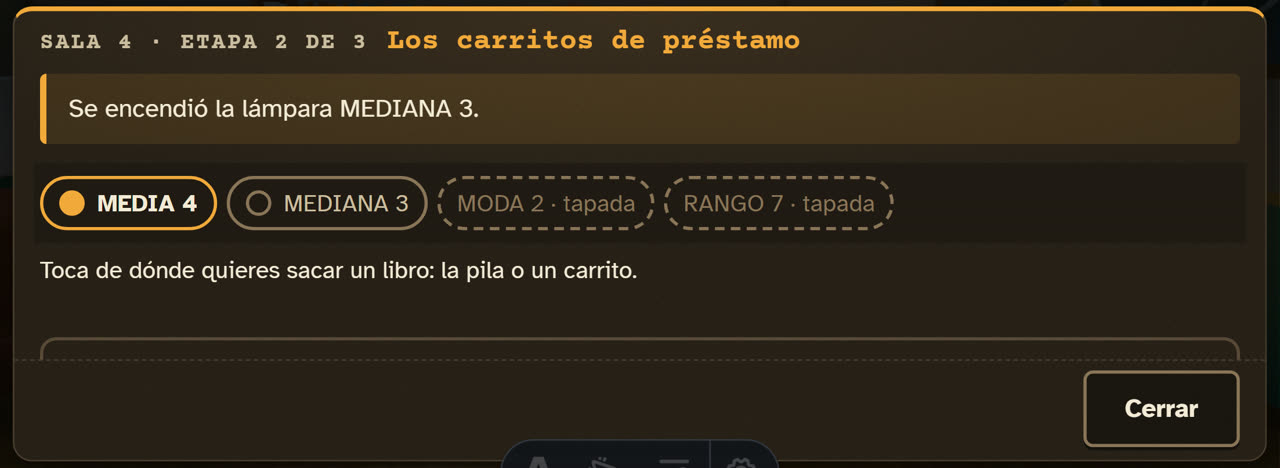 SALA 4 · ETAPA 2 DE 3 Los carritos de préstamo
Se encendió la lámpara MEDIANA 3.
MEDIA 4 MEDIANA 3 MODA 2 · tapada RANGO 7 · tapada
Toca de dónde quieres sacar un libro: la pila o un carrito.
Cerrar